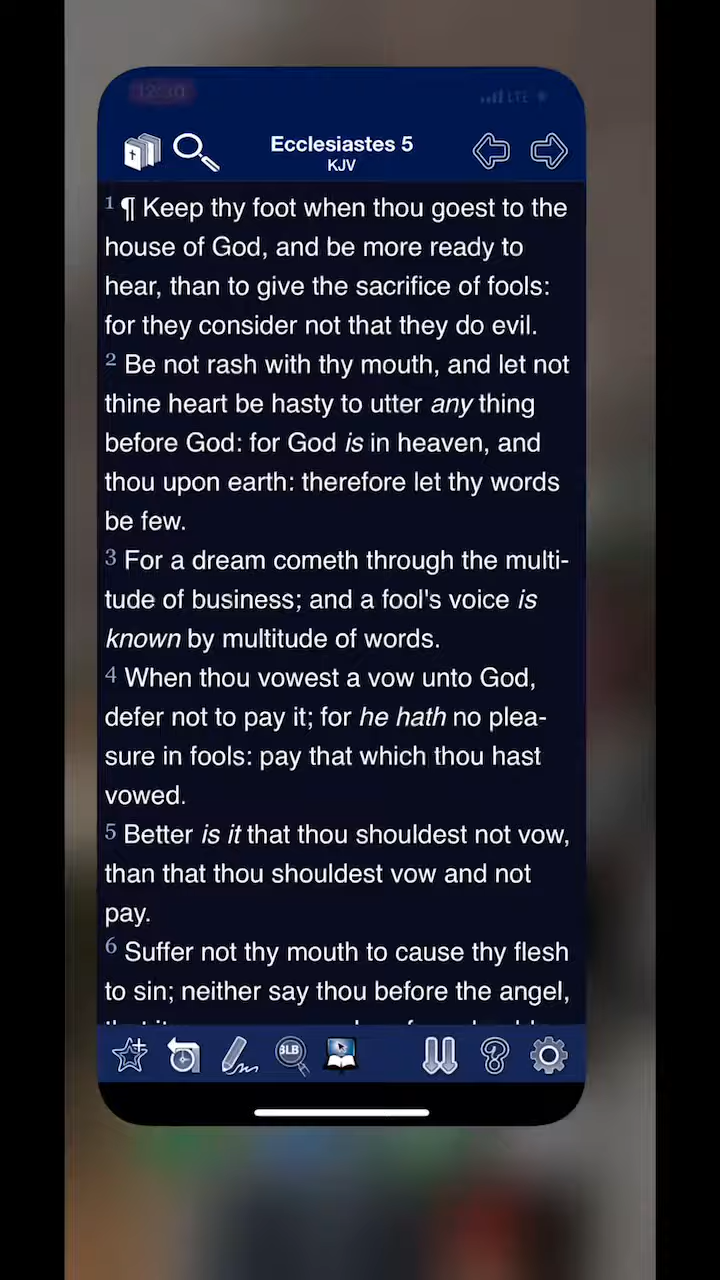 12:30
LTE
Ecclesiastes 5
KJV
1 ¶ Keep thy foot when thou goest to the
house of God, and be more ready to
hear, than to give the sacrifice of fools:
for they consider not that they do evil.
2 Be not rash with thy mouth, and let not
thine heart be hasty to utter any thing
before God: for God is in heaven, and
thou upon earth: therefore let thy words
be few.
3 For a dream cometh through the multi-
tude of business; and a fool's voice is
known by multitude of words.
4 When thou vowest a vow unto God,
defer not to pay it; for he hath no plea-
sure in fools: pay that which thou hast
vowed.
5 Better is it that thou shouldest not vow,
than that thou shouldest vow and not
pay.
6 Suffer not thy mouth to cause thy flesh
to sin; neither say thou before the angel,
BLB